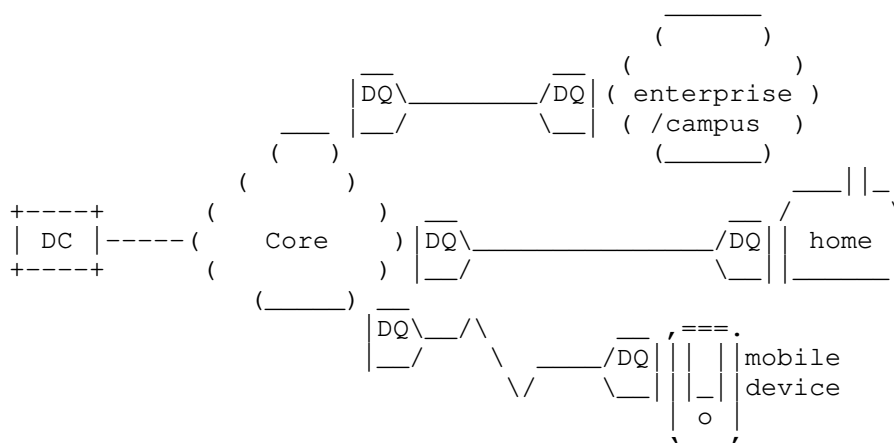 DQ DQ enterprise
/campus
DC Core DQ DQ home
DQ
DQ mobile
device